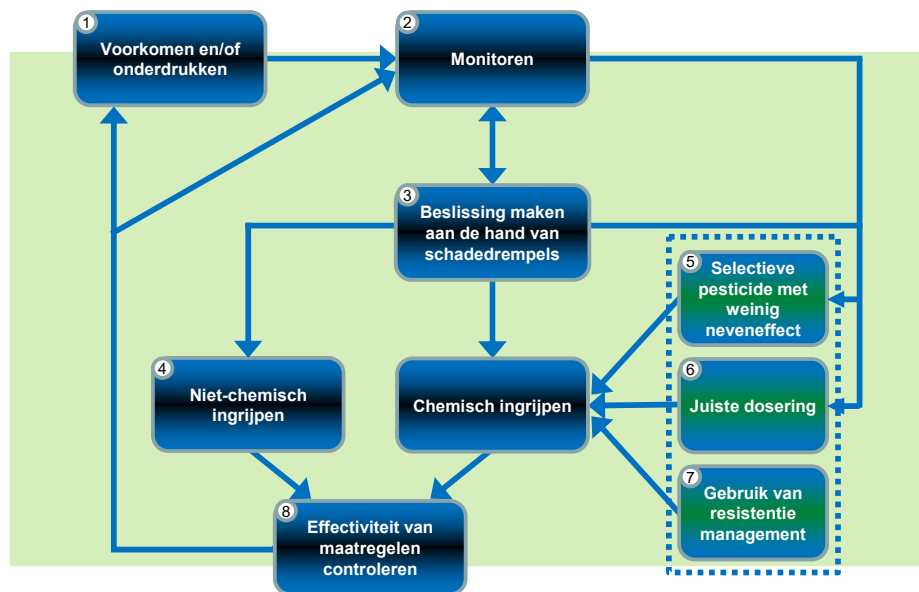 1
Voorkomen en/of
onderdrukken
2
Monitoren
3
Beslissing maken
aan de hand van
schadedrempels
4
Niet-chemisch
ingrijpen
Chemisch ingrijpen
5
Selectieve
pesticide met
weinig
neveneffect
6
Juiste dosering
7
Gebruik van
resistentie
management
8
Effectiviteit van
maatregelen
controleren